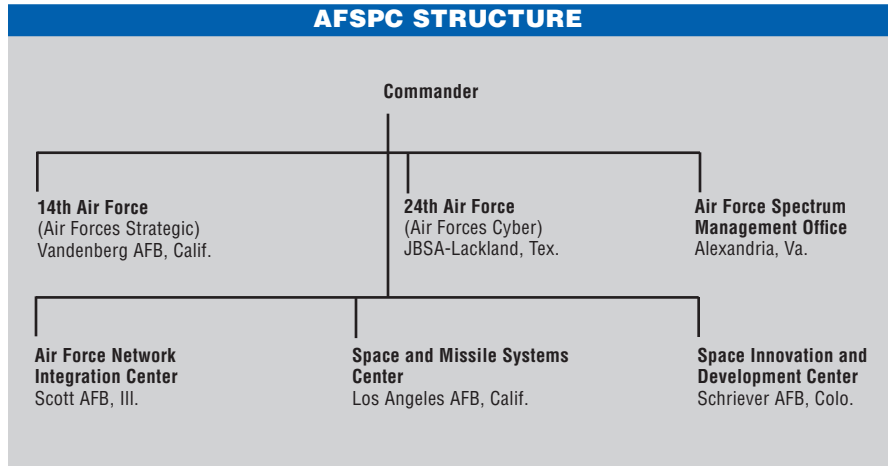 AFSPC STRUCTURE
Commander
14th Air Force
(Air Forces Strategic)
Vandenberg AFB, Calif.
24th Air Force
(Air Forces Cyber)
JBSA-Lackland, Tex.
Air Force Spectrum
Management Office
Alexandria, Va.
Air Force Network
Integration Center
Scott AFB, Ill.
Space and Missile Systems
Center
Los Angeles AFB, Calif.
Space Innovation and
Development Center
Schriever AFB, Colo.